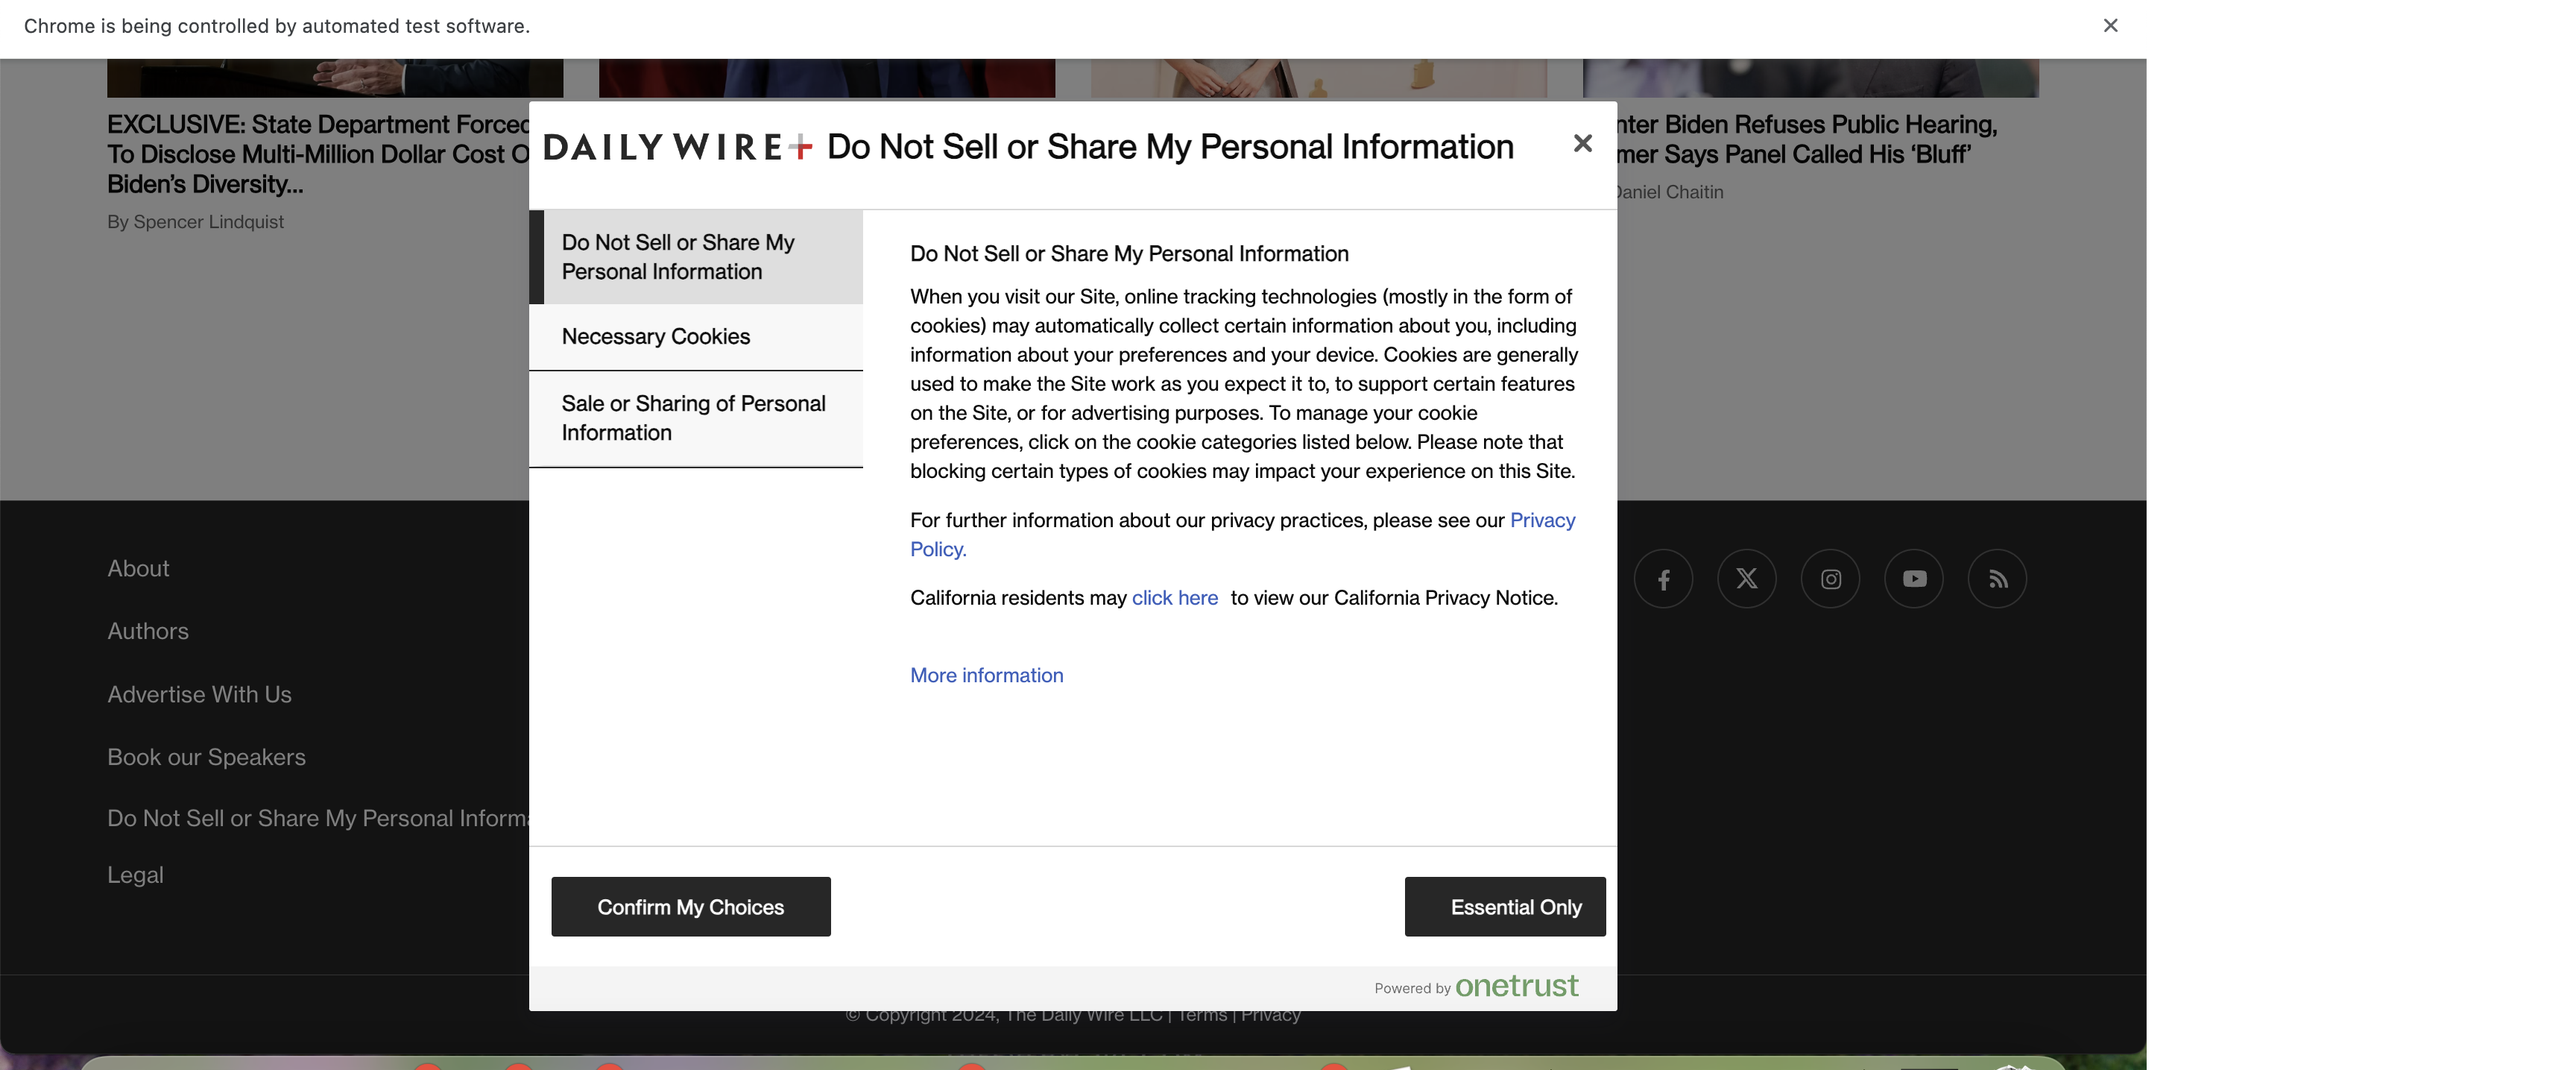 Chrome is being controlled by automated test software.
EXCLUSIVE: State Department Forced
To Disclose Multi-Million Dollar Cost O
Biden's Diversity...
By Spencer Lindquist
nter Biden Refuses Public Hearing,
mer Says Panel Called His ‘Bluff’
Daniel Chaitin
DAILY WIRE+ Do Not Sell or Share My Personal Information
Do Not Sell or Share My
Personal Information
Necessary Cookies
Sale or Sharing of Personal
Information
Do Not Sell or Share My Personal Information
When you visit our Site, online tracking technologies (mostly in the form of
cookies) may automatically collect certain information about you, including
information about your preferences and your device. Cookies are generally
used to make the Site work as you expect it to, to support certain features
on the Site, or for advertising purposes. To manage your cookie
preferences, click on the cookie categories listed below. Please note that
blocking certain types of cookies may impact your experience on this Site.
For further information about our privacy practices, please see our Privacy
Policy.
California residents may click here to view our California Privacy Notice.
More information
Confirm My Choices
Essential Only
Powered by onetrust
About
Authors
Advertise With Us
Book our Speakers
Do Not Sell or Share My Personal Informa
Legal
© Copyright 2024, The Daily Wire LLC | Terms | Privacy